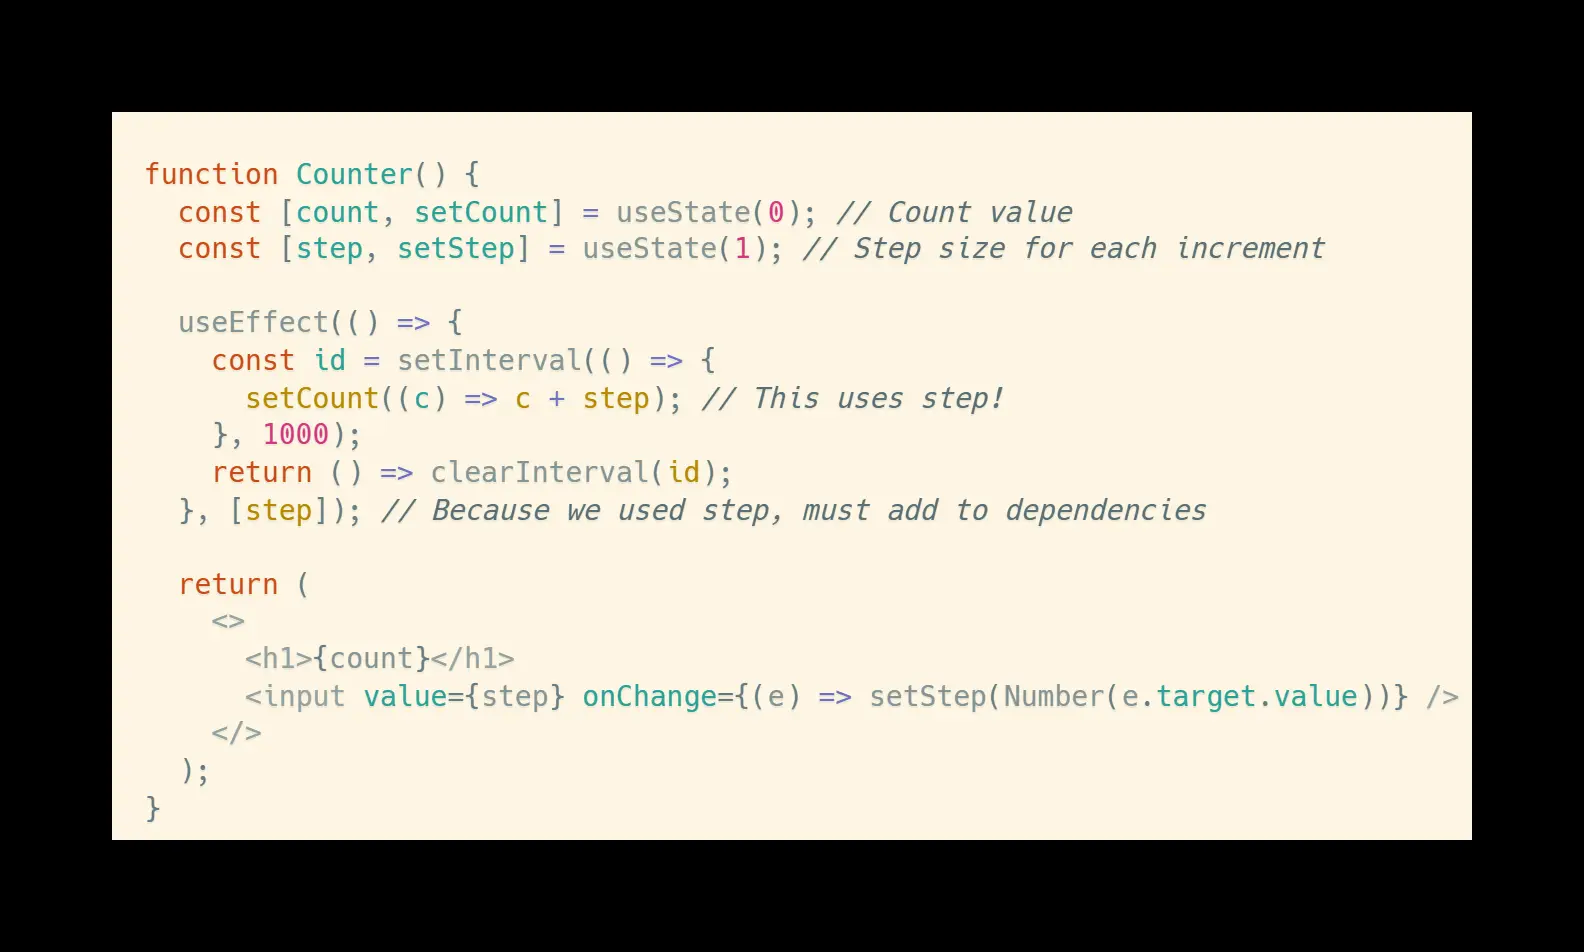 function Counter() {
  const [count, setCount] = useState(0); // Count value
  const [step, setStep] = useState(1); // Step size for each increment

  useEffect(() => {
    const id = setInterval(() => {
      setCount((c) => c + step); // This uses step!
    }, 1000);
    return () => clearInterval(id);
  }, [step]); // Because we used step, must add to dependencies

  return (
    <>
      <h1>{count}</h1>
      <input value={step} onChange={(e) => setStep(Number(e.target.value))} />
    </>
  );
}